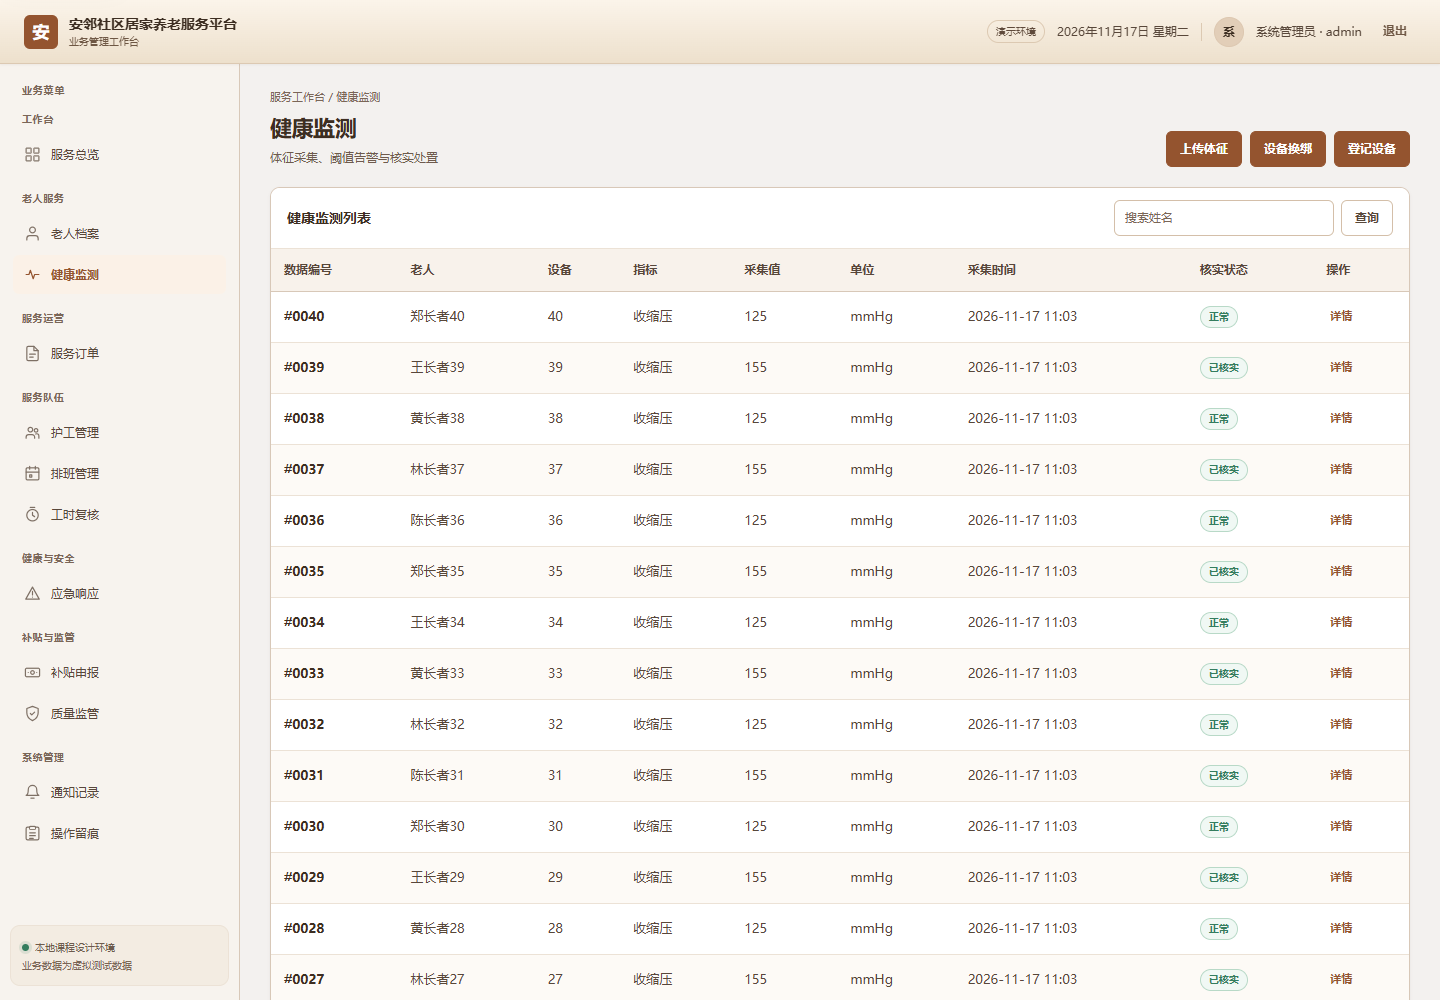 安
安邻社区居家养老服务平台
业务管理工作台
演示环境
2026年11月17日 星期二
系
系统管理员 · admin
退出
业务菜单
工作台
服务总览
老人服务
老人档案
健康监测
服务运营
服务订单
服务队伍
护工管理
排班管理
工时复核
健康与安全
应急响应
补贴与监管
补贴申报
质量监管
系统管理
通知记录
操作留痕
本地课程设计环境
业务数据为虚拟测试数据
服务工作台 / 健康监测
健康监测
体征采集、阈值告警与核实处置
上传体征 设备换绑 登记设备
健康监测列表
搜索姓名
查询
数据编号 老人 设备 指标 采集值 单位 采集时间 核实状态 操作
#0040 郑长者40 40 收缩压 125 mmHg 2026-11-17 11:03 正常 详情
#0039 王长者39 39 收缩压 155 mmHg 2026-11-17 11:03 已核实 详情
#0038 黄长者38 38 收缩压 125 mmHg 2026-11-17 11:03 正常 详情
#0037 林长者37 37 收缩压 155 mmHg 2026-11-17 11:03 已核实 详情
#0036 陈长者36 36 收缩压 125 mmHg 2026-11-17 11:03 正常 详情
#0035 郑长者35 35 收缩压 155 mmHg 2026-11-17 11:03 已核实 详情
#0034 王长者34 34 收缩压 125 mmHg 2026-11-17 11:03 正常 详情
#0033 黄长者33 33 收缩压 155 mmHg 2026-11-17 11:03 已核实 详情
#0032 林长者32 32 收缩压 125 mmHg 2026-11-17 11:03 正常 详情
#0031 陈长者31 31 收缩压 155 mmHg 2026-11-17 11:03 已核实 详情
#0030 郑长者30 30 收缩压 125 mmHg 2026-11-17 11:03 正常 详情
#0029 王长者29 29 收缩压 155 mmHg 2026-11-17 11:03 已核实 详情
#0028 黄长者28 28 收缩压 125 mmHg 2026-11-17 11:03 正常 详情
#0027 林长者27 27 收缩压 155 mmHg 2026-11-17 11:03 已核实 详情